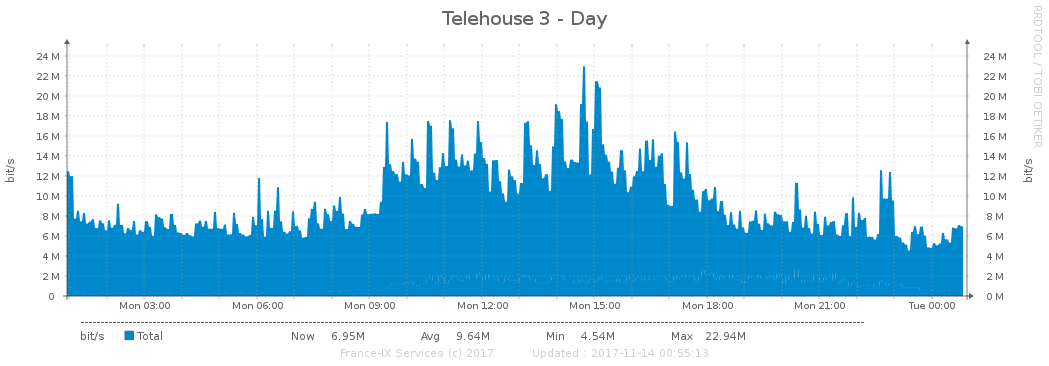 Telehouse 3 - Day
RRDTOOL / TOBI OETIKER
bit/s
24 M 24 M
22 M 22 M
20 M 20 M
18 M 18 M
16 M 16 M
14 M 14 M
12 M 12 M
10 M 10 M
8 M 8 M
6 M 6 M
4 M 4 M
2 M 2 M
0 0 M
bit/s
Mon 03:00 Mon 06:00 Mon 09:00 Mon 12:00 Mon 15:00 Mon 18:00 Mon 21:00 Tue 00:00
bit/s Total Now 6.95M Avg 9.64M Min 4.54M Max 22.94M
France-IX Services (c) 2017 Updated : 2017-11-14 00:55:13